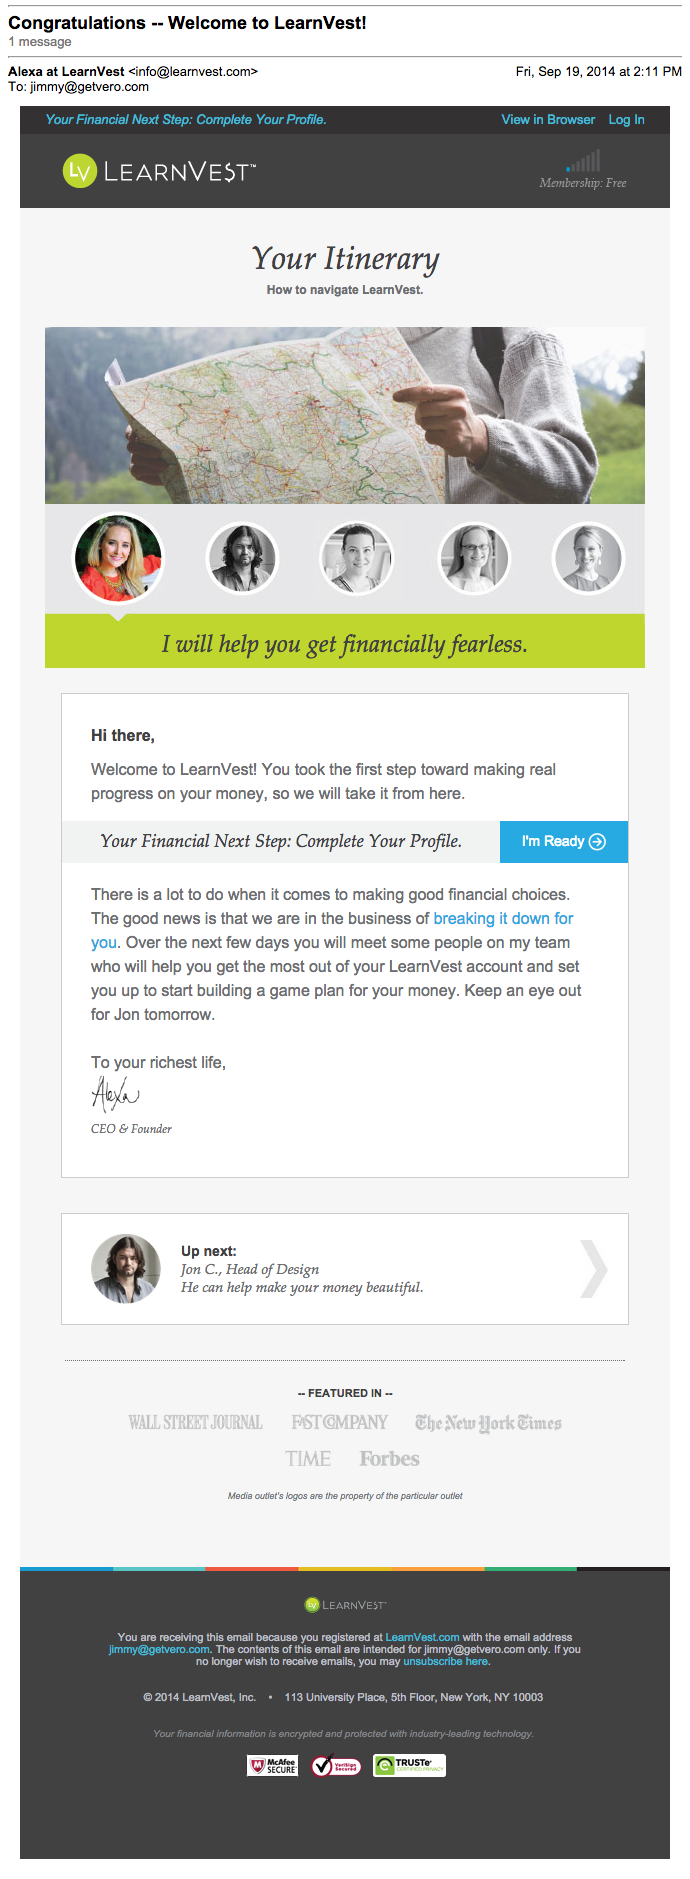 Congratulations -- Welcome to LearnVest!
1 message
Alexa at LearnVest <info@learnvest.com> Fri, Sep 19, 2014 at 2:11 PM
To: jimmy@getvero.com
Your Financial Next Step: Complete Your Profile. View in Browser Log In
LV LEARNVE$T™
Membership: Free
Your Itinerary
How to navigate LearnVest.
I will help you get financially fearless.
Hi there,
Welcome to LearnVest! You took the first step toward making real
progress on your money, so we will take it from here.
Your Financial Next Step: Complete Your Profile. I'm Ready
There is a lot to do when it comes to making good financial choices.
The good news is that we are in the business of breaking it down for
you. Over the next few days you will meet some people on my team
who will help you get the most out of your LearnVest account and set
you up to start building a game plan for your money. Keep an eye out
for Jon tomorrow.
To your richest life,
Alexa
CEO & Founder
Up next:
Jon C., Head of Design
He can help make your money beautiful.
-- FEATURED IN --
WALL STREET JOURNAL FAST COMPANY The New York Times
TIME Forbes
Media outlet's logos are the property of the particular outlet
LV LEARNVE$T™
You are receiving this email because you registered at LearnVest.com with the email address
jimmy@getvero.com. The contents of this email are intended for jimmy@getvero.com only. If you
no longer wish to receive emails, you may unsubscribe here.
© 2014 LearnVest, Inc. • 113 University Place, 5th Floor, New York, NY 10003
Your financial information is encrypted and protected with industry-leading technology.
McAfee SECURE VeriSign Secured TRUSTe CERTIFIED PRIVACY